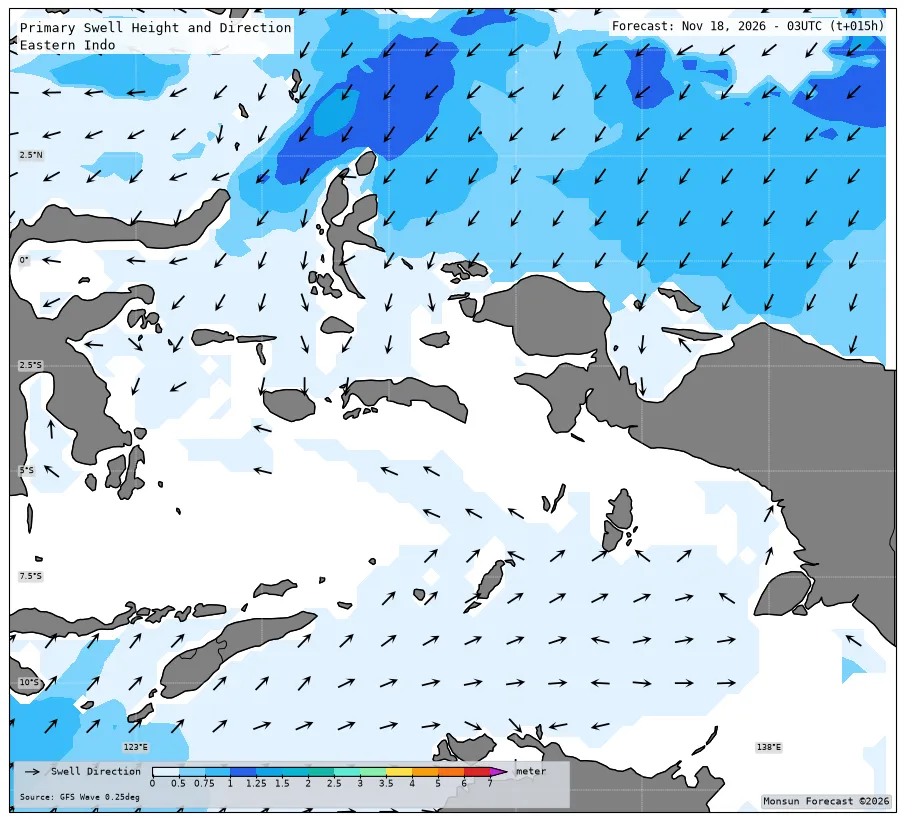 Primary Swell Height and Direction
Eastern Indo
Forecast: Nov 18, 2026 - 03UTC (t+015h)
2.5°N
0°
2.5°S
5°S
7.5°S
10°S
123°E
138°E
Swell Direction
0 0.5 0.75 1 1.25 1.5 2 2.5 3 3.5 4 5 6 7
meter
Source: GFS Wave 0.25deg
Monsun Forecast ©2026